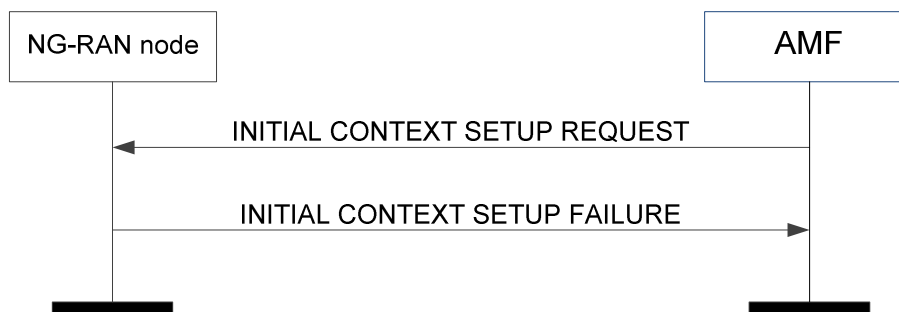 NG-RAN node
AMF
INITIAL CONTEXT SETUP REQUEST
INITIAL CONTEXT SETUP FAILURE